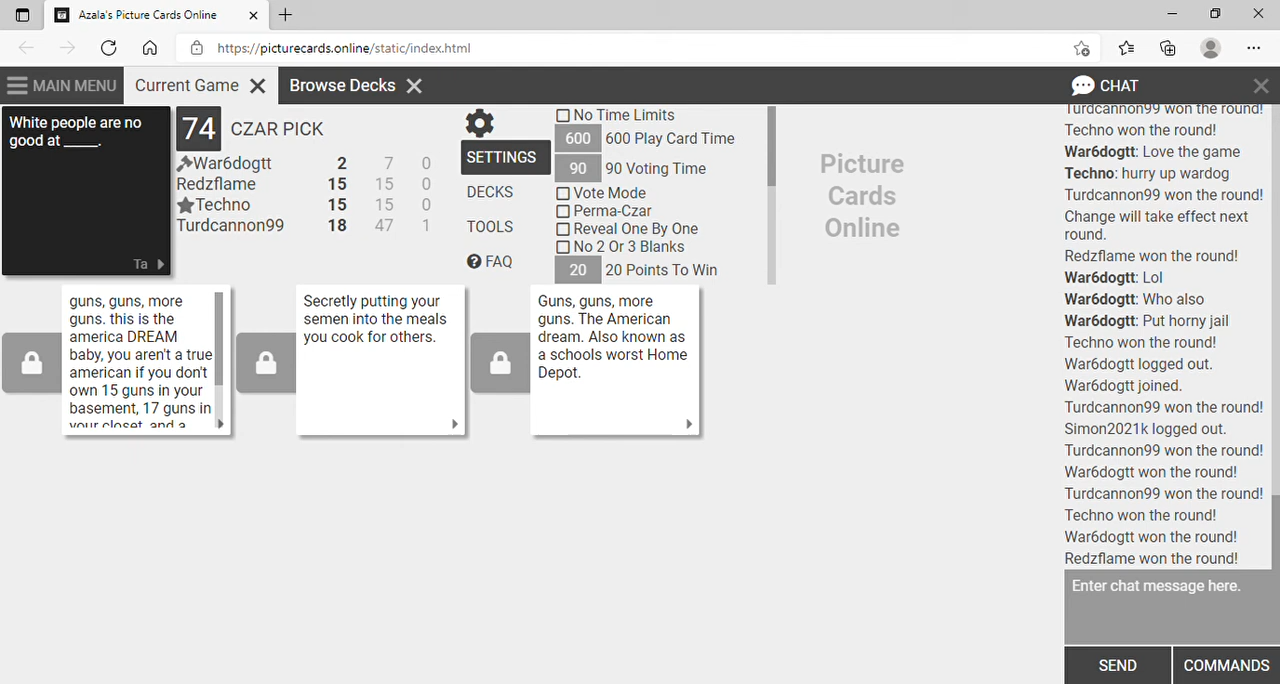 Azala's Picture Cards Online
https://picturecards.online/static/index.html
MAIN MENU
Current Game
Browse Decks
CHAT
White people are no
good at _____.
Ta
74 CZAR PICK
War6dogtt 2 7 0
Redzflame 15 15 0
Techno 15 15 0
Turdcannon99 18 47 1
SETTINGS
DECKS
TOOLS
? FAQ
No Time Limits
600 600 Play Card Time
90 90 Voting Time
Vote Mode
Perma-Czar
Reveal One By One
No 2 Or 3 Blanks
20 20 Points To Win
Picture
Cards
Online
guns, guns, more
guns. this is the
america DREAM
baby, you aren't a true
american if you don't
own 15 guns in your
basement, 17 guns in
your closet, and a
Secretly putting your
semen into the meals
you cook for others.
Guns, guns, more
guns. The American
dream. Also known as
a schools worst Home
Depot.
Turdcannon99 won the round!
Techno won the round!
War6dogtt: Love the game
Techno: hurry up wardog
Turdcannon99 won the round!
Change will take effect next
round.
Redzflame won the round!
War6dogtt: Lol
War6dogtt: Who also
War6dogtt: Put horny jail
Techno won the round!
War6dogtt logged out.
War6dogtt joined.
Turdcannon99 won the round!
Simon2021k logged out.
Turdcannon99 won the round!
War6dogtt won the round!
Turdcannon99 won the round!
Techno won the round!
War6dogtt won the round!
Redzflame won the round!
Enter chat message here.
SEND
COMMANDS